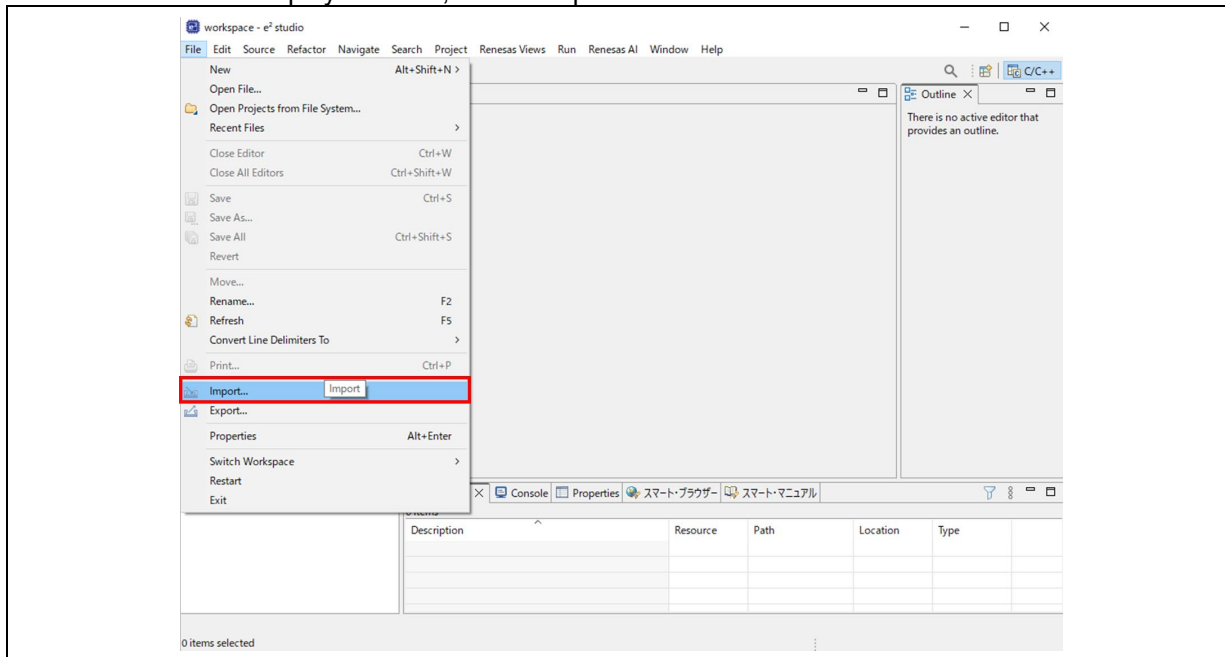 workspace - e² studio
File Edit Source Refactor Navigate Search Project Renesas Views Run Renesas AI Window Help
New Alt+Shift+N >
C/C++
Open File...
Outline
Open Projects from File System...
There is no active editor that
provides an outline.
Recent Files >
Close Editor Ctrl+W
Close All Editors Ctrl+Shift+W
Save Ctrl+S
Save As...
Save All Ctrl+Shift+S
Revert
Move...
Rename... F2
Refresh F5
Convert Line Delimiters To >
Print... Ctrl+P
Import... Import
Export...
Properties Alt+Enter
Switch Workspace >
Restart
Exit
Console Properties スマート・ブラウザー スマート・マニュアル
Description Resource Path Location Type
0 items selected